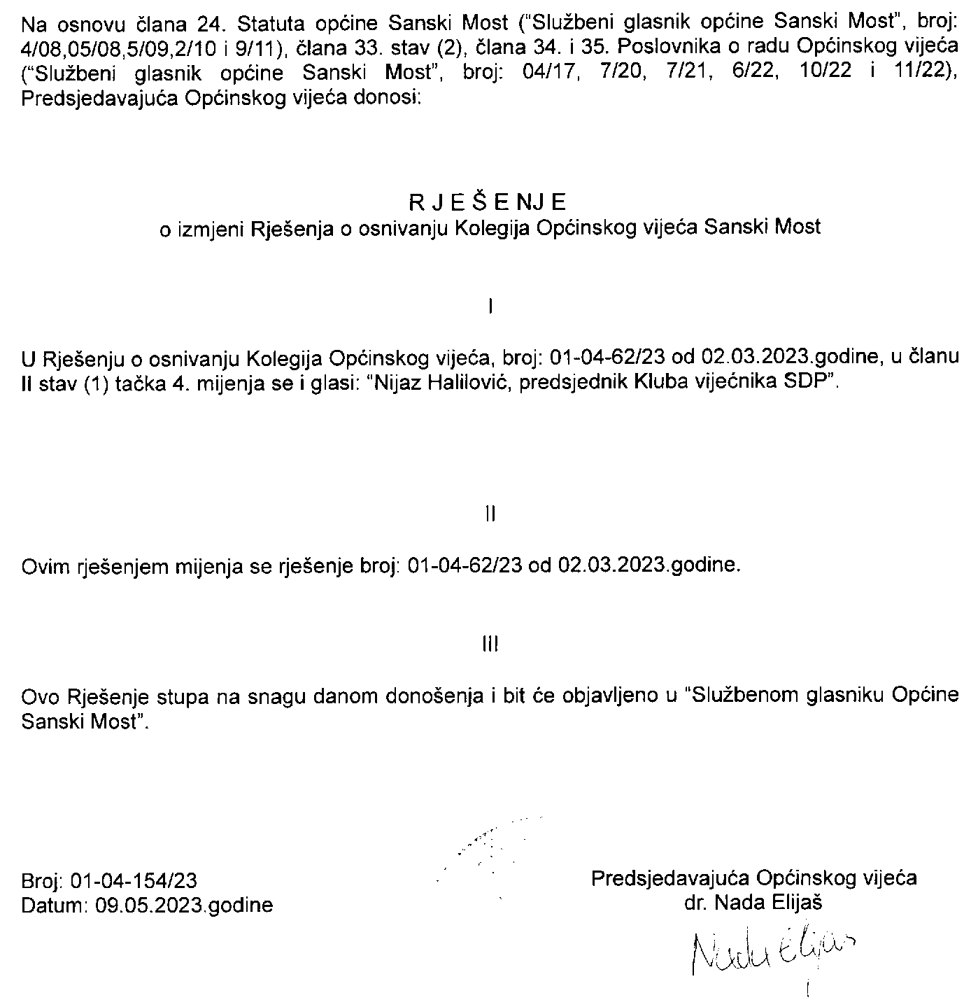 Na osnovu člana 24. Statuta općine Sanski Most (“Službeni glasnik općine Sanski Most”, broj:
4/08,05/08,5/09,2/10 i 9/11), člana 33. stav (2), člana 34. i 35. Poslovnika o radu Općinskog vijeća
(“Službeni glasnik općine Sanski Most”, broj: 04/17, 7/20, 7/21, 6/22, 10/22 i 11/22),
Predsjedavajuća Općinskog vijeća donosi:
R J E Š E NJ E
o izmjeni Rješenja o osnivanju Kolegija Općinskog vijeća Sanski Most
I
U Rješenju o osnivanju Kolegija Općinskog vijeća, broj: 01-04-62/23 od 02.03.2023.godine, u članu
II stav (1) tačka 4. mijenja se i glasi: “Nijaz Halilović, predsjednik Kluba vijećnika SDP”.
II
Ovim rješenjem mijenja se rješenje broj: 01-04-62/23 od 02.03.2023.godine.
III
Ovo Rješenje stupa na snagu danom donošenja i bit će objavljeno u “Službenom glasniku Općine
Sanski Most”.
Broj: 01-04-154/23
Datum: 09.05.2023.godine
Predsjedavajuća Općinskog vijeća
dr. Nada Elijaš
Nada Elijaš